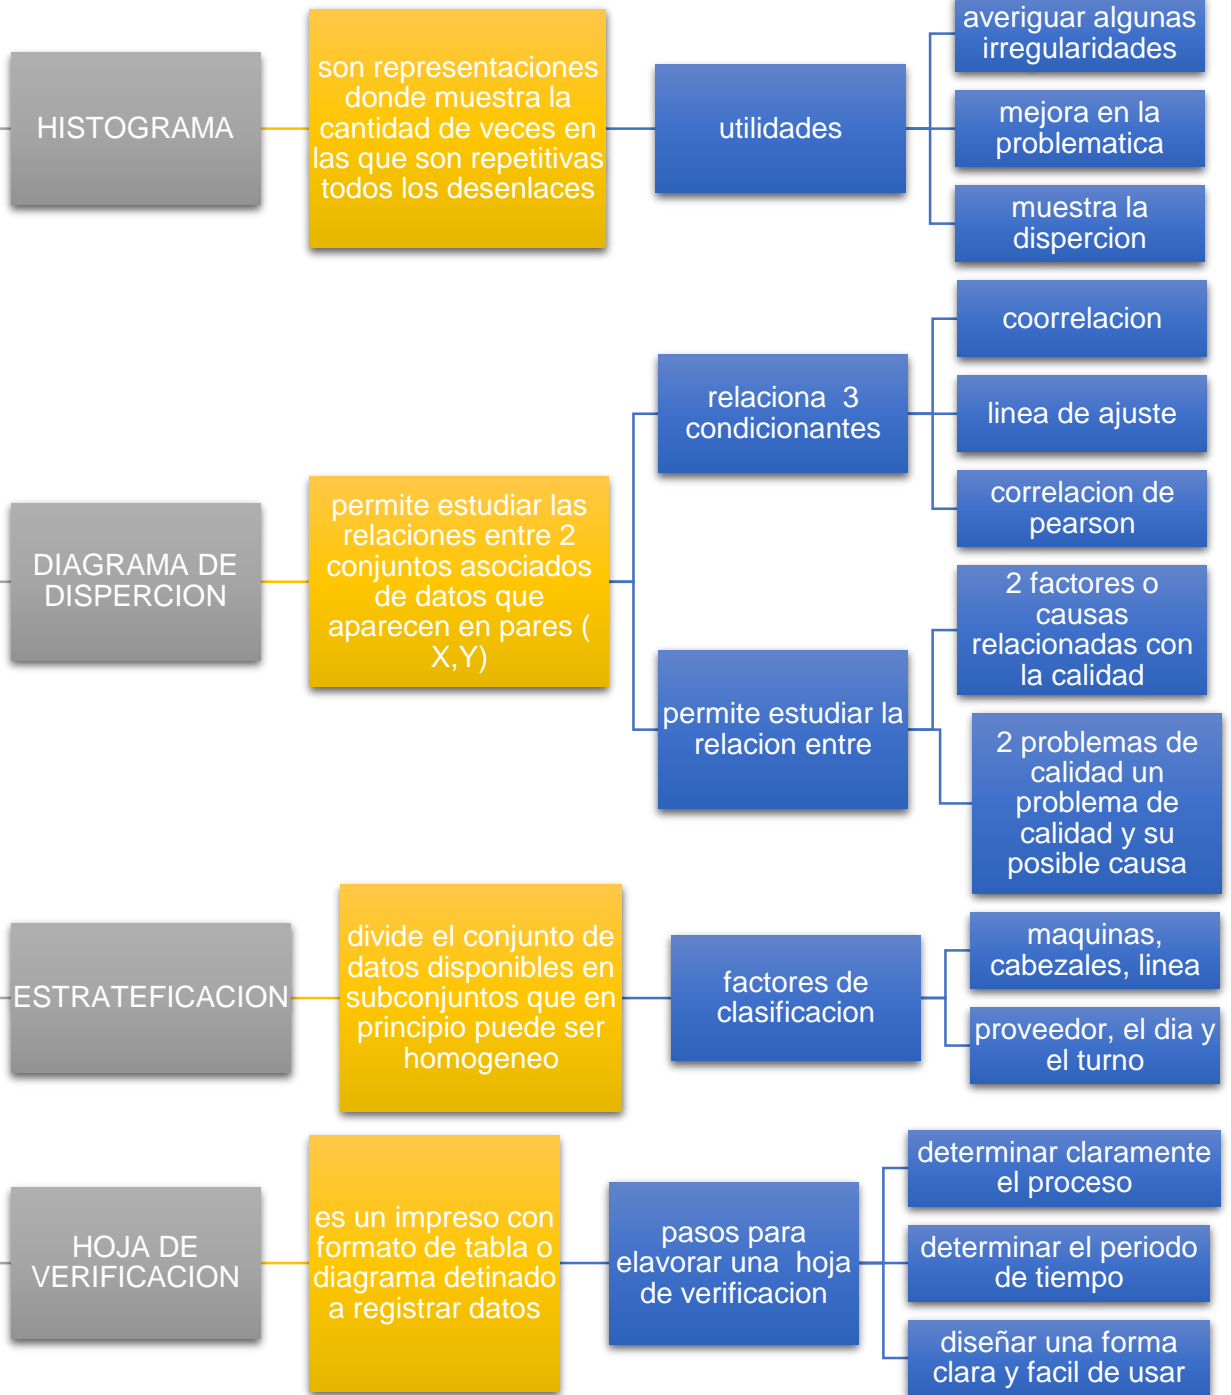 HISTOGRAMA
son representaciones
donde muestra la
cantidad de veces en
las que son repetitivas
todos los desenlaces
utilidades
averiguar algunas
irregularidades
mejora en la
problematica
muestra la
dispercion
DIAGRAMA DE
DISPERCION
permite estudiar las
relaciones entre 2
conjuntos asociados
de datos que
aparecen en pares (
X,Y)
relaciona  3
condicionantes
coorrelacion
linea de ajuste
correlacion de
pearson
permite estudiar la
relacion entre
2 factores o
causas
relacionadas con
la calidad
2 problemas de
calidad un
problema de
calidad y su
posible causa
ESTRATEFICACION
divide el conjunto de
datos disponibles en
subconjuntos que en
principio puede ser
homogeneo
factores de
clasificacion
maquinas,
cabezales, linea
proveedor, el dia y
el turno
HOJA DE
VERIFICACION
es un impreso con
formato de tabla o
diagrama detinado
a registrar datos
pasos para
elavorar una  hoja
de verificacion
determinar claramente
el proceso
determinar el periodo
de tiempo
diseñar una forma
clara y facil de usar